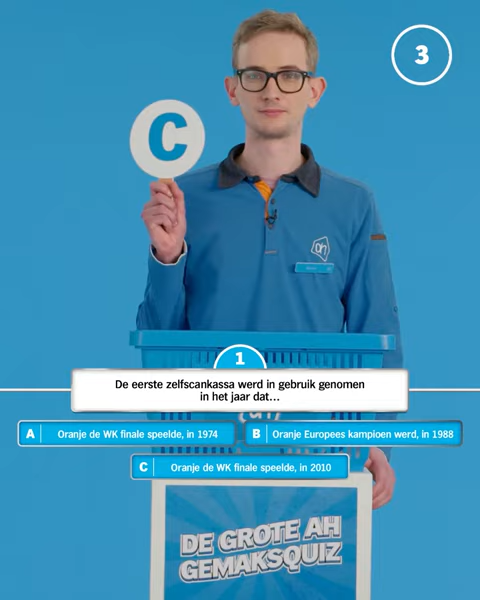 3
C
ah
1
De eerste zelfscankassa werd in gebruik genomen
in het jaar dat...
A Oranje de WK finale speelde, in 1974
B Oranje Europees kampioen werd, in 1988
C Oranje de WK finale speelde, in 2010
DE GROTE AH
GEMAKSQUIZ